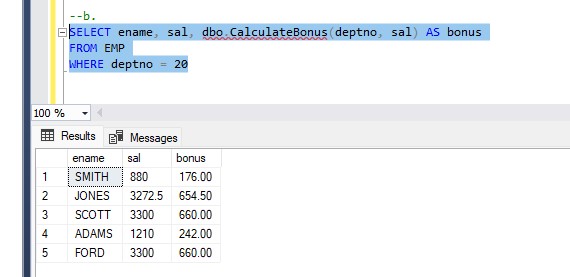 --b.
SELECT ename, sal, dbo.CalculateBonus(deptno, sal) AS bonus
FROM EMP
WHERE deptno = 20
100 %
Results Messages
ename sal bonus
1 SMITH 880 176.00
2 JONES 3272.5 654.50
3 SCOTT 3300 660.00
4 ADAMS 1210 242.00
5 FORD 3300 660.00